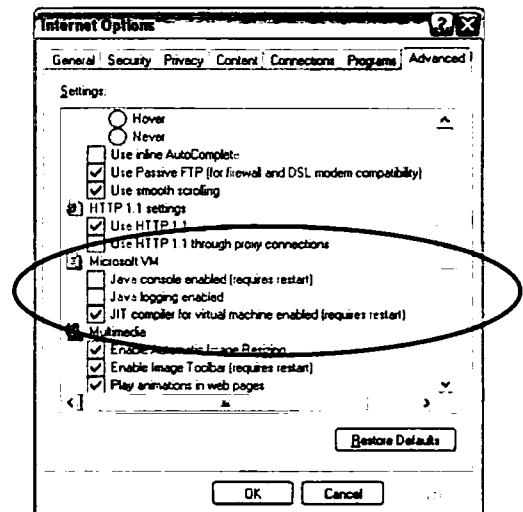 Internet Options
General Security Privacy Content Connections Programs Advanced
Settings:
Hover
Never
Use inline AutoComplete
Use Passive FTP (for firewall and DSL modem compatibility)
Use smooth scrolling
HTTP 1.1 settings
Use HTTP 1.1
Use HTTP 1.1 through proxy connections
Microsoft VM
Java console enabled (requires restart)
Java logging enabled
JIT compiler for virtual machine enabled (requires restart)
Multimedia
Enable Automatic Image Resizing
Enable Image Toolbar (requires restart)
Play animations in web pages
Restore Defaults
OK Cancel